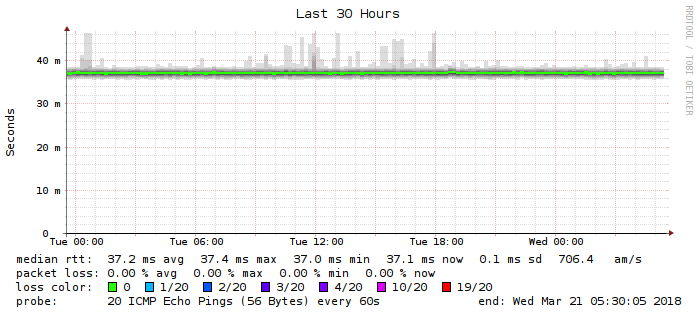 Last 30 Hours
RRDTOOL / TOBI OETIKER
Seconds
40 m
30 m
20 m
10 m
0
Tue 00:00 Tue 06:00 Tue 12:00 Tue 18:00 Wed 00:00
median rtt: 37.2 ms avg 37.4 ms max 37.0 ms min 37.1 ms now 0.1 ms sd 706.4 am/s
packet loss: 0.00 % avg 0.00 % max 0.00 % min 0.00 % now
loss color: 0 1/20 2/20 3/20 4/20 10/20 19/20
probe: 20 ICMP Echo Pings (56 Bytes) every 60s end: Wed Mar 21 05:30:05 2018